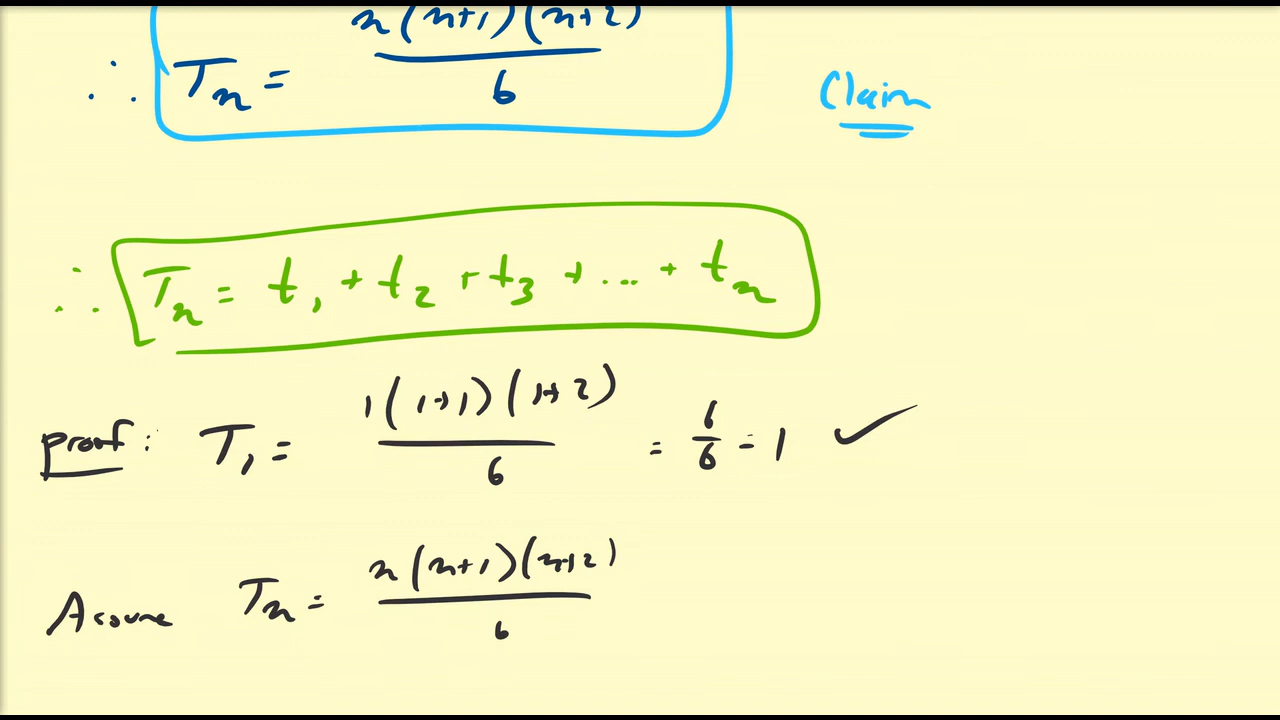 ∴ Tn = n(n+1)(n+2) / 6
Claim
∴ Tn = t1 + t2 + t3 + ... + tn
proof: T1 = 1(1+1)(1+2) / 6 = 6/6 = 1 ✓
Assume Tn = n(n+1)(n+2) / 6